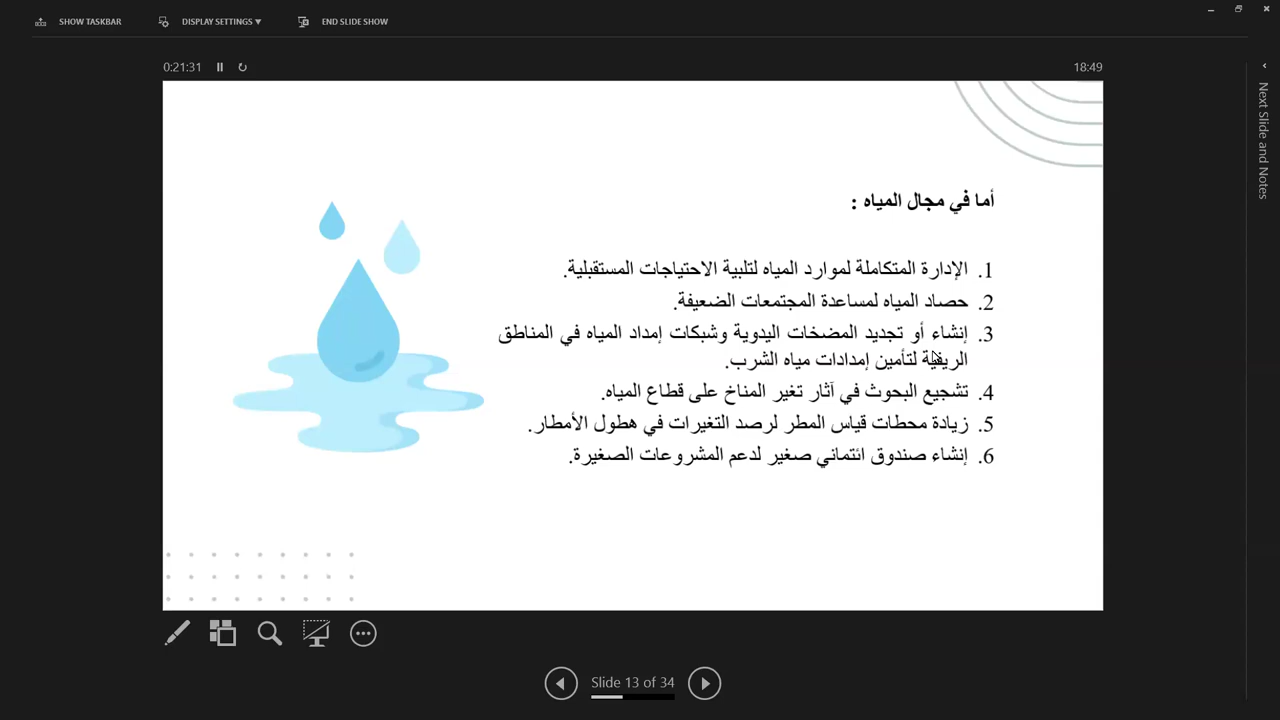 SHOW TASKBAR
DISPLAY SETTINGS ▼
END SLIDE SHOW
0:21:31
18:49
Next Slide and Notes
أما في مجال المياه :
1. الإدارة المتكاملة لموارد المياه لتلبية الاحتياجات المستقبلية.
2. حصاد المياه لمساعدة المجتمعات الضعيفة.
3. إنشاء أو تجديد المضخات اليدوية وشبكات إمداد المياه في المناطق
الريفية لتأمين إمدادات مياه الشرب.
4. تشجيع البحوث في آثار تغير المناخ على قطاع المياه.
5. زيادة محطات قياس المطر لرصد التغيرات في هطول الأمطار.
6. إنشاء صندوق ائتماني صغير لدعم المشروعات الصغيرة.
Slide 13 of 34